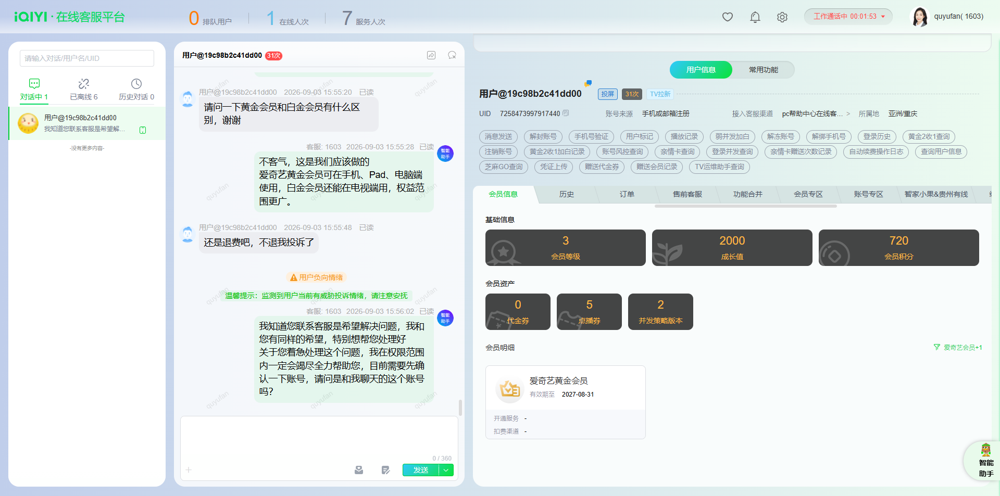 iQIYI · 在线客服平台
0 排队用户
1 在线人次
7 服务人次
工作通话中 00:01:53
quyufan( 1603)
请输入对话/用户名/UID
对话中 1
已离线 6
历史对话 0
用户@19c98b2c41dd00
我知道您联系客服是希望解...
-没有更多内容-
用户@19c98b2c41dd00 31次
用户@19c98b2c41dd00 2026-09-03 15:55:20 已读
请问一下黄金会员和白金会员有什么区
别，谢谢
客服: 1603 2026-09-03 15:55:28 已读
智能
助手
不客气，这是我们应该做的
爱奇艺黄金会员可在手机、Pad、电脑端
使用，白金会员还能在电视端用，权益范
围更广。
用户@19c98b2c41dd00 2026-09-03 15:55:48 已读
还是退费吧，不退我投诉了
用户负向情绪
温馨提示：监测到用户当前有威胁投诉情绪，请注意安抚
客服: 1603 2026-09-03 15:56:02 已读
智能
助手
我知道您联系客服是希望解决问题，我和
您有同样的希望，特别想帮您处理好
关于您着急处理这个问题，我在权限范围
内一定会竭尽全力帮助您，目前需要先确
认一下账号，请问是和我聊天的这个账号
吗？
quyufan quyufan quyufan
quyufan quyufan quyufan
quyufan quyufan quyufan
quyufan quyufan quyufan
0 / 360
发送
用户信息
常用功能
用户@19c98b2c41dd00 投屏 31次 TV拉新
UID 7258473997917440
账号来源 手机或邮箱注册
接入客服渠道 pc帮助中心在线客... >
所属地 亚洲/重庆
消息发送 解封账号 手机号验证 用户标记 播放记录 弱并发加白 解冻账号 解绑手机号 登录历史 黄金2收1查询
注销账号 黄金2收1加白记录 账号风控查询 亲情卡查询 登录并发查询 亲情卡赠送次数记录 自动续费操作日志 查询用户信息
芝麻GO查询 凭证上传 赠送代金券 赠送会员记录 TV运维助手查询
会员信息 历史 订单 售前客服 功能合并 会员专区 账号专区 智家小果&贵州有线
基础信息
3
会员等级
2000
成长值
720
会员积分
会员资产
0
代金券
5
点播券
2
并发策略版本
会员明细
爱奇艺会员+1
爱奇艺黄金会员
有效期至 2027-08-31
开通服务 -
扣费渠道 -
智能
助手